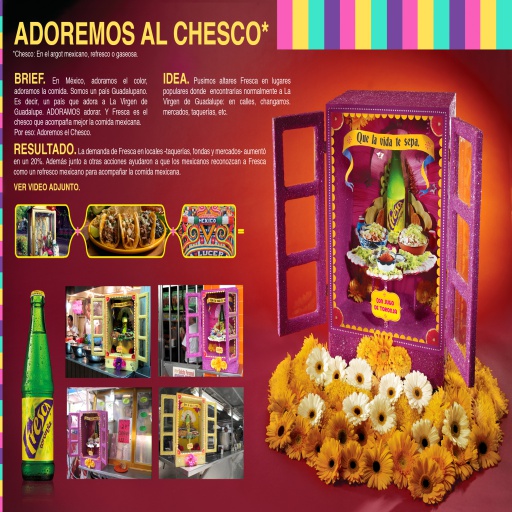 ADOREMOS AL CHESCO*
*Chesco: En el argot mexicano, refresco o gaseosa.
BRIEF. En México, adoramos el color,
adoramos la comida. Somos un país Guadalupano.
Es decir, un país que adora a La Virgen de
Guadalupe. ADORAMOS adorar. Y Fresca es el
chesco que acompaña mejor la comida mexicana.
Por eso: Adoremos el Chesco.
IDEA. Pusimos altares Fresca en lugares
populares donde encontrarías normalmente a La
Virgen de Guadalupe: en calles, changarros,
mercados, taquerías, etc.
RESULTADO. La demanda de Fresca en locales -taquerías, fondas y mercados- aumentó
en un 20%. Además junto a otras acciones ayudaron a que los mexicanos reconozcan a Fresca
como un refresco mexicano para acompañar la comida mexicana.
VER VIDEO ADJUNTO.
MEXICO
Que la vida te sepa.
CON JUGO
DE TORONJA
Fresca